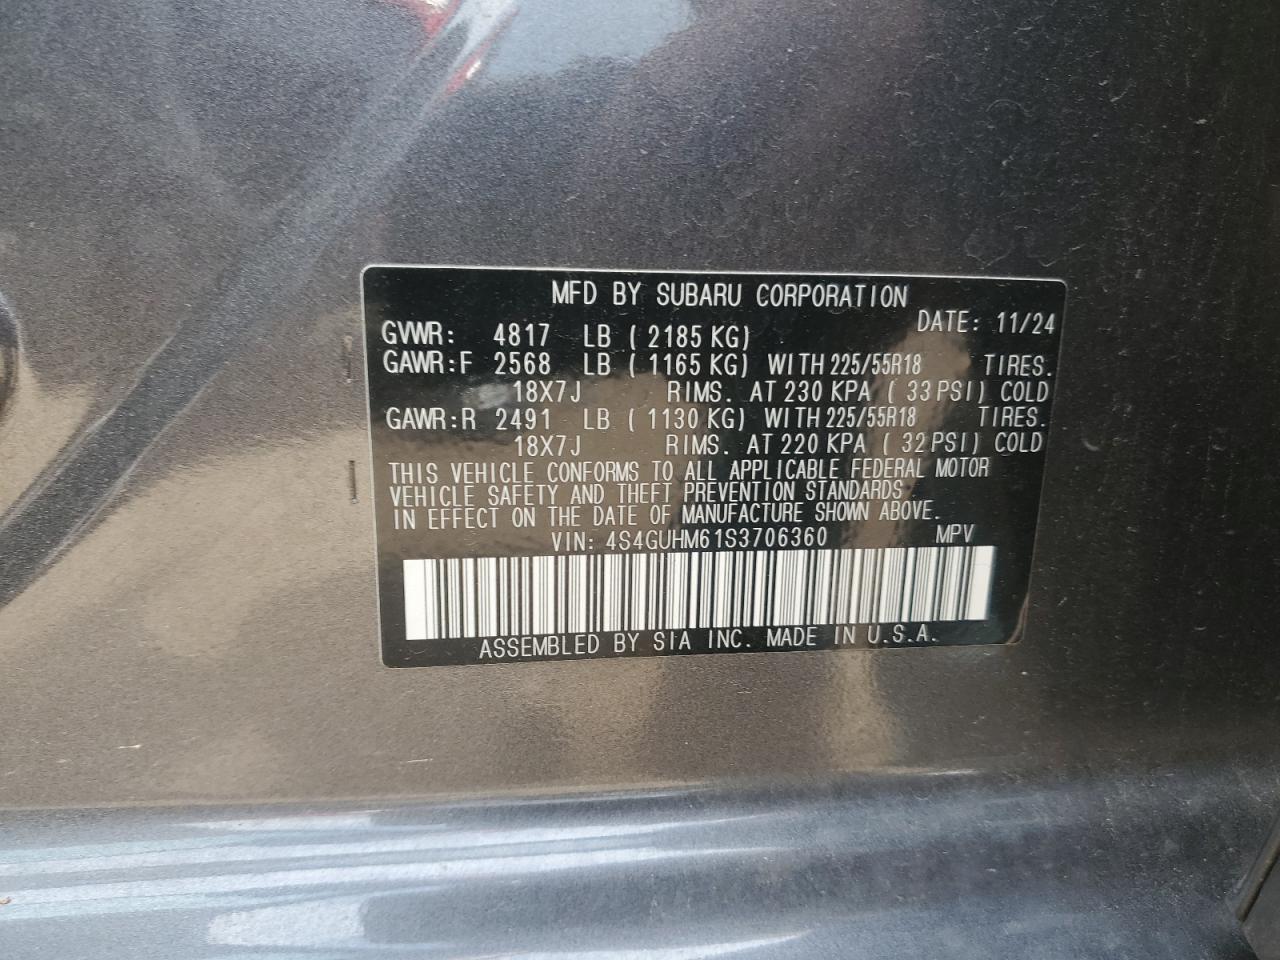 MFD BY SUBARU CORPORATION
DATE: 11/24
GVWR: 4817 LB ( 2185 KG)
GAWR:F 2568 LB ( 1165 KG) WITH 225/55R18 TIRES.
18X7J RIMS. AT 230 KPA ( 33 PSI) COLD
GAWR:R 2491 LB ( 1130 KG) WITH 225/55R18 TIRES.
18X7J RIMS. AT 220 KPA ( 32 PSI) COLD
THIS VEHICLE CONFORMS TO ALL APPLICABLE FEDERAL MOTOR
VEHICLE SAFETY AND THEFT PREVENTION STANDARDS
IN EFFECT ON THE DATE OF MANUFACTURE SHOWN ABOVE.
VIN: 4S4GUHM61S3706360 MPV
ASSEMBLED BY SIA INC. MADE IN U.S.A.